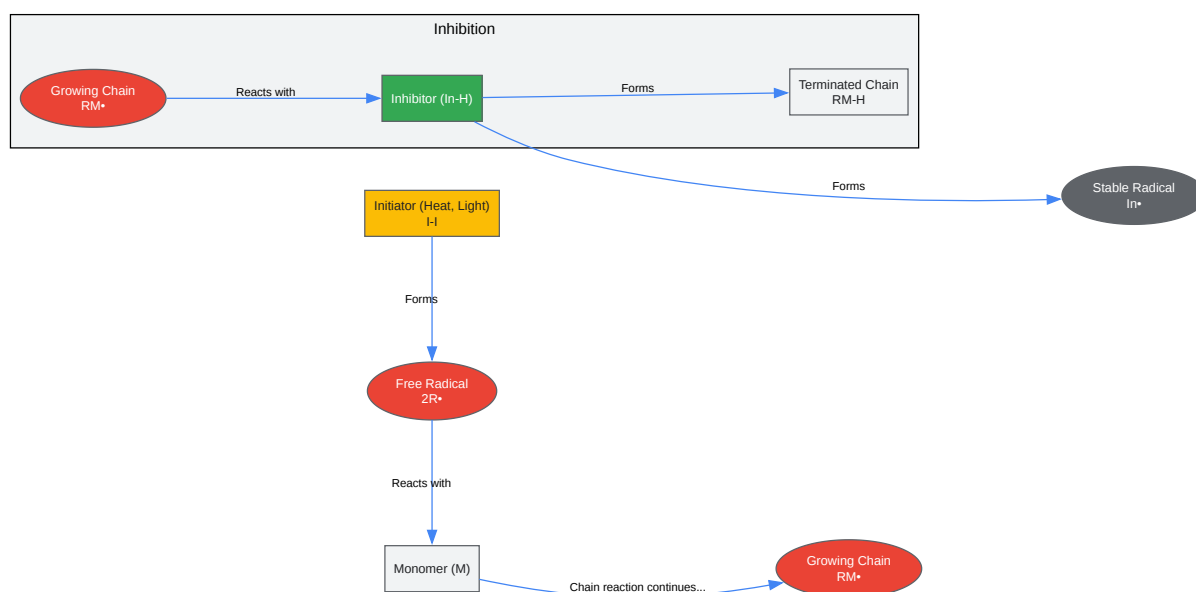 Inhibition
Growing Chain
RM•
Reacts with
Inhibitor (In-H)
Forms
Terminated Chain
RM-H
Forms
Stable Radical
In•
Initiator (Heat, Light)
I-I
Forms
Free Radical
2R•
Reacts with
Monomer (M)
Chain reaction continues...
Growing Chain
RM•